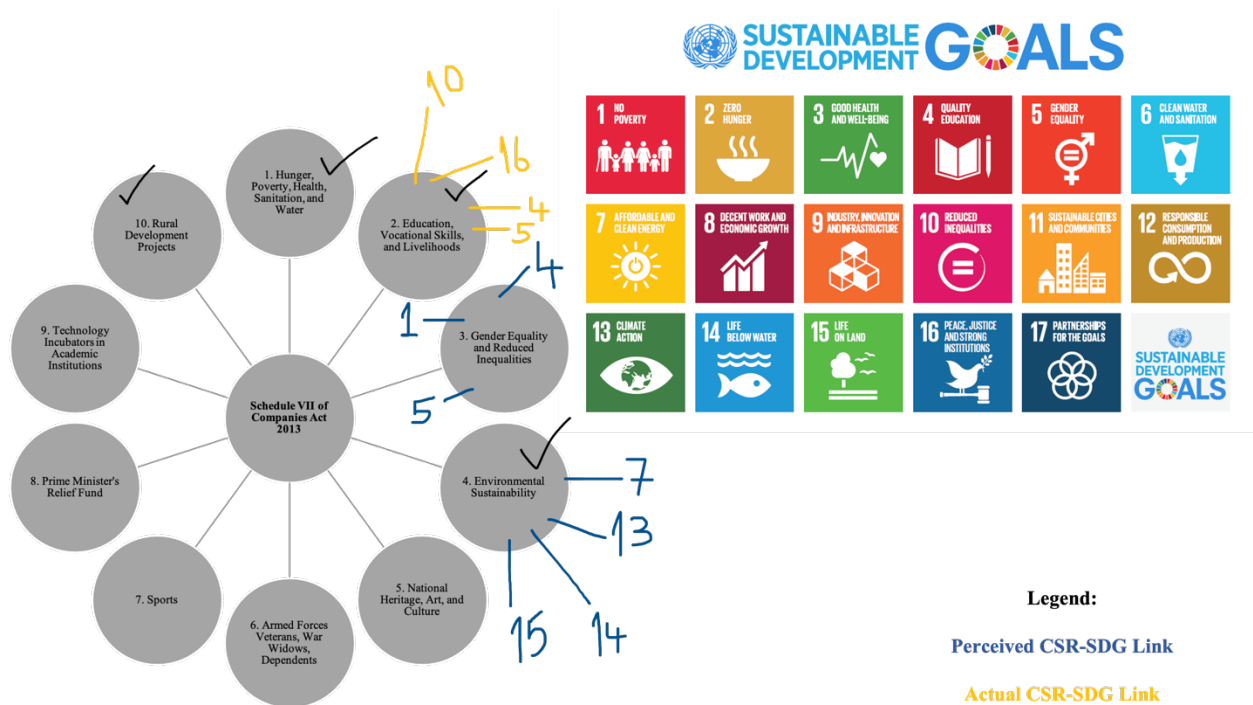 SUSTAINABLE
DEVELOPMENT
GOALS
1 NO
POVERTY
2 ZERO
HUNGER
3 GOOD HEALTH
AND WELL-BEING
4 QUALITY
EDUCATION
5 GENDER
EQUALITY
6 CLEAN WATER
AND SANITATION
7 AFFORDABLE AND
CLEAN ENERGY
8 DECENT WORK AND
ECONOMIC GROWTH
9 INDUSTRY, INNOVATION
AND INFRASTRUCTURE
10 REDUCED
INEQUALITIES
11 SUSTAINABLE CITIES
AND COMMUNITIES
12 RESPONSIBLE
CONSUMPTION
AND PRODUCTION
13 CLIMATE
ACTION
14 LIFE
BELOW WATER
15 LIFE
ON LAND
16 PEACE, JUSTICE
AND STRONG
INSTITUTIONS
17 PARTNERSHIPS
FOR THE GOALS
SUSTAINABLE
DEVELOPMENT
GOALS
1. Hunger,
Poverty, Health,
Sanitation, and
Water
10
16
4
5
2. Education,
Vocational Skills,
and Livelihoods
4
1
5
3. Gender Equality
and Reduced
Inequalities
4. Environmental
Sustainability
7
13
14
15
5. National
Heritage, Art, and
Culture
6. Armed Forces
Veterans, War
Widows,
Dependents
7. Sports
8. Prime Minister's
Relief Fund
9. Technology
Incubators in
Academic
Institutions
10. Rural
Development
Projects
Schedule VII of
Companies Act
2013
Legend:
Perceived CSR-SDG Link
Actual CSR-SDG Link